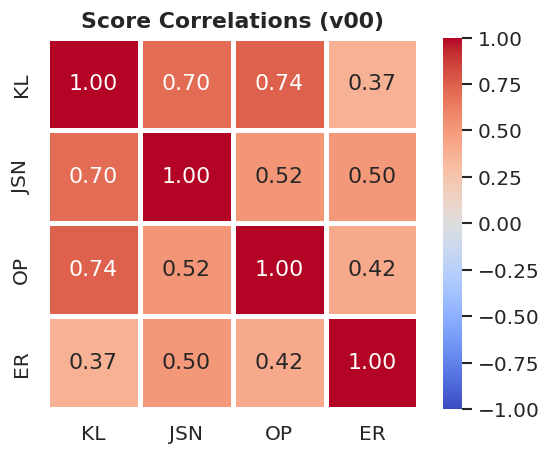 Score Correlations (v00)
KL 1.00 0.70 0.74 0.37
JSN 0.70 1.00 0.52 0.50
OP 0.74 0.52 1.00 0.42
ER 0.37 0.50 0.42 1.00
KL JSN OP ER
1.00
0.75
0.50
0.25
0.00
−0.25
−0.50
−0.75
−1.00